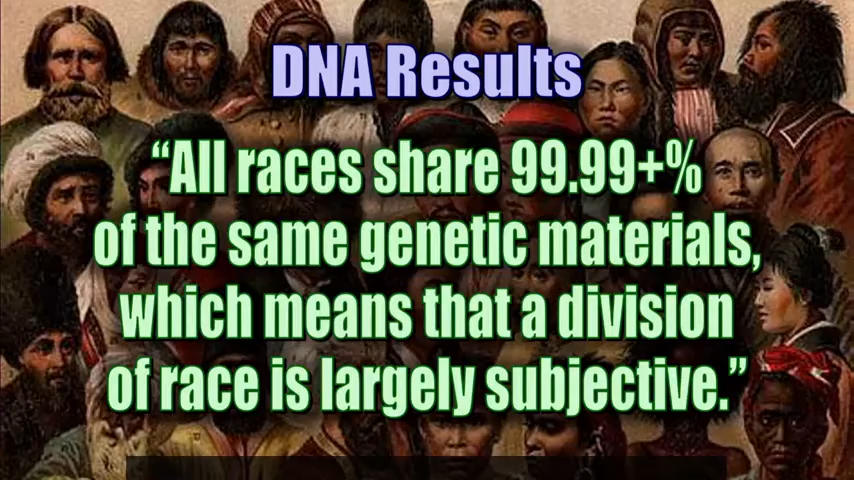 DNA Results
“All races share 99.99+%
of the same genetic materials,
which means that a division
of race is largely subjective.”